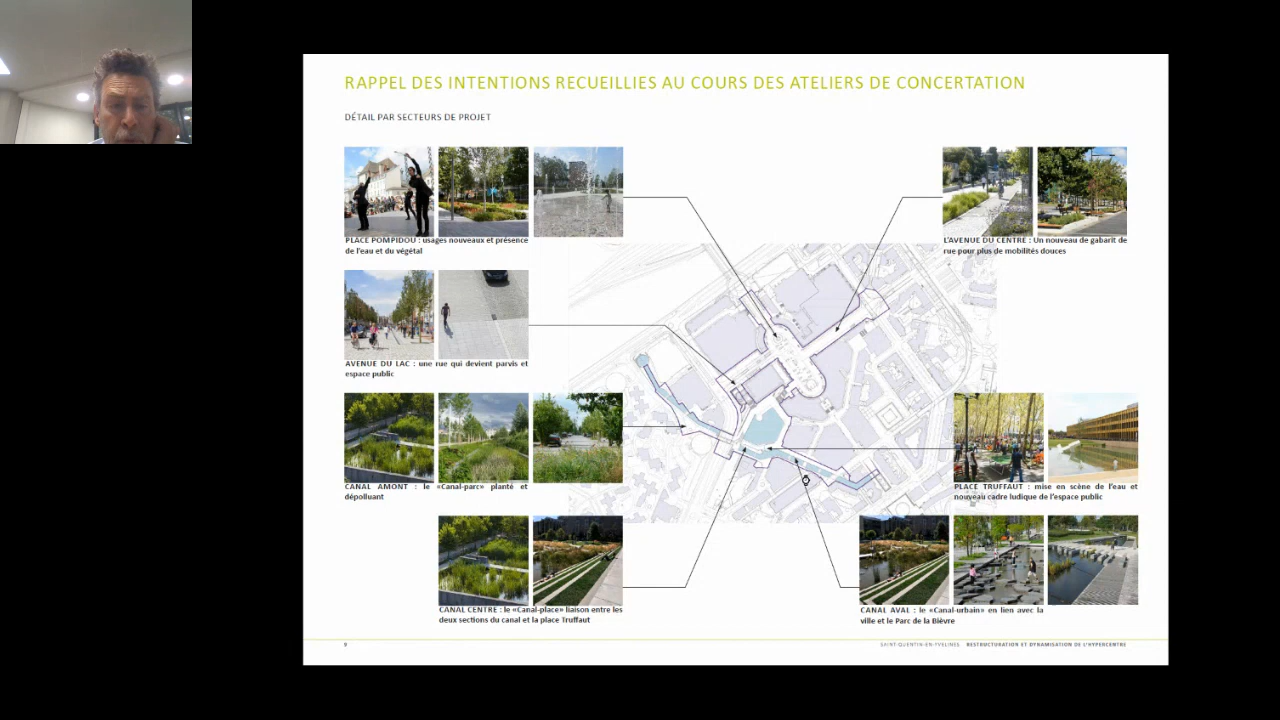 RAPPEL DES INTENTIONS RECUEILLIES AU COURS DES ATELIERS DE CONCERTATION
DÉTAIL PAR SECTEURS DE PROJET
PLACE POMPIDOU : usages nouveaux et présence
de l'eau et du végétal
L'AVENUE DU CENTRE : Un nouveau de gabarit de
rue pour plus de mobilités douces
AVENUE DU LAC : une rue qui devient parvis et
espace public
CANAL AMONT : le «Canal-parc» planté et
dépolluant
PLACE TRUFFAUT : mise en scène de l'eau et
nouveau cadre ludique de l'espace public
CANAL CENTRE : le «Canal-place» liaison entre les
deux sections du canal et la place Truffaut
CANAL AVAL : le «Canal-urbain» en lien avec la
ville et le Parc de la Bièvre
9
SAINT-QUENTIN-EN-YVELINES RESTRUCTURATION ET DYNAMISATION DE L'HYPERCENTRE